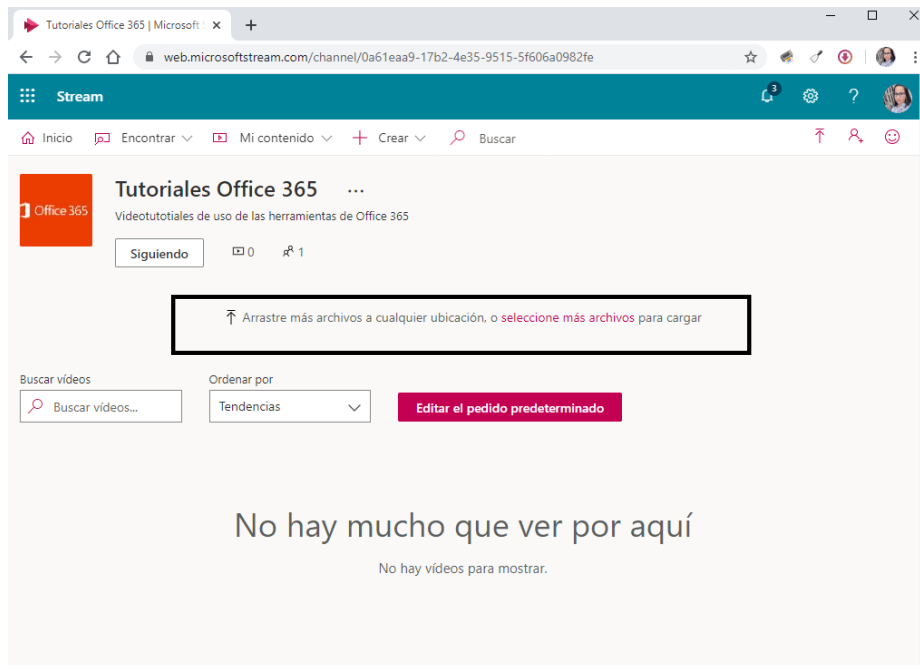 Tutoriales Office 365 | Microsoft S
web.microsoftstream.com/channel/0a61eaa9-17b2-4e35-9515-5f606a0982fe
Stream
3
?
Inicio Encontrar Mi contenido Crear Buscar
Office 365
Tutoriales Office 365 ...
Videotutotiales de uso de las herramientas de Office 365
Siguiendo 0 1
Arrastre más archivos a cualquier ubicación, o seleccione más archivos para cargar
Buscar vídeos Ordenar por
Buscar vídeos... Tendencias Editar el pedido predeterminado
No hay mucho que ver por aquí
No hay vídeos para mostrar.